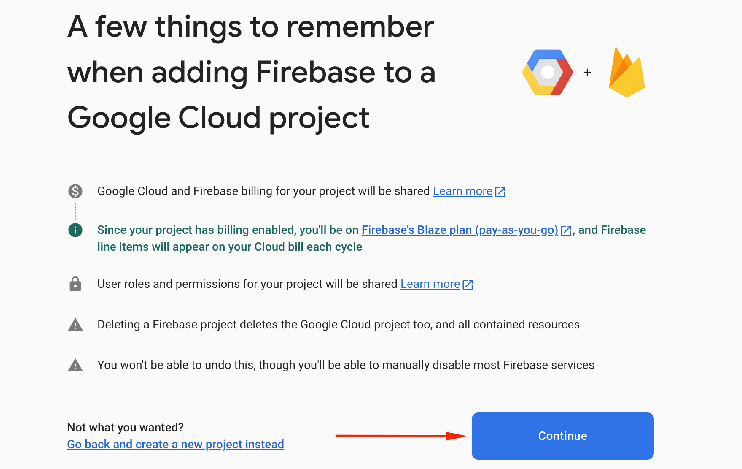 A few things to remember
when adding Firebase to a
Google Cloud project
+
Google Cloud and Firebase billing for your project will be shared Learn more
Since your project has billing enabled, you'll be on Firebase's Blaze plan (pay-as-you-go), and Firebase
line items will appear on your Cloud bill each cycle
User roles and permissions for your project will be shared Learn more
Deleting a Firebase project deletes the Google Cloud project too, and all contained resources
You won't be able to undo this, though you'll be able to manually disable most Firebase services
Not what you wanted?
Go back and create a new project instead
Continue